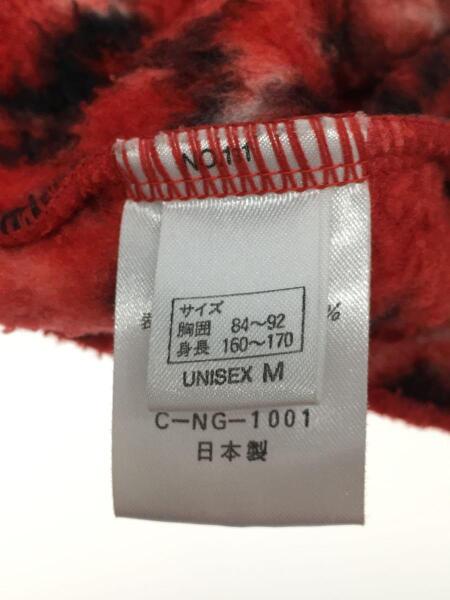 NO.11
サイズ
胸囲 84～92
身長 160～170
UNISEX M
%
C-NG-1001
日本製